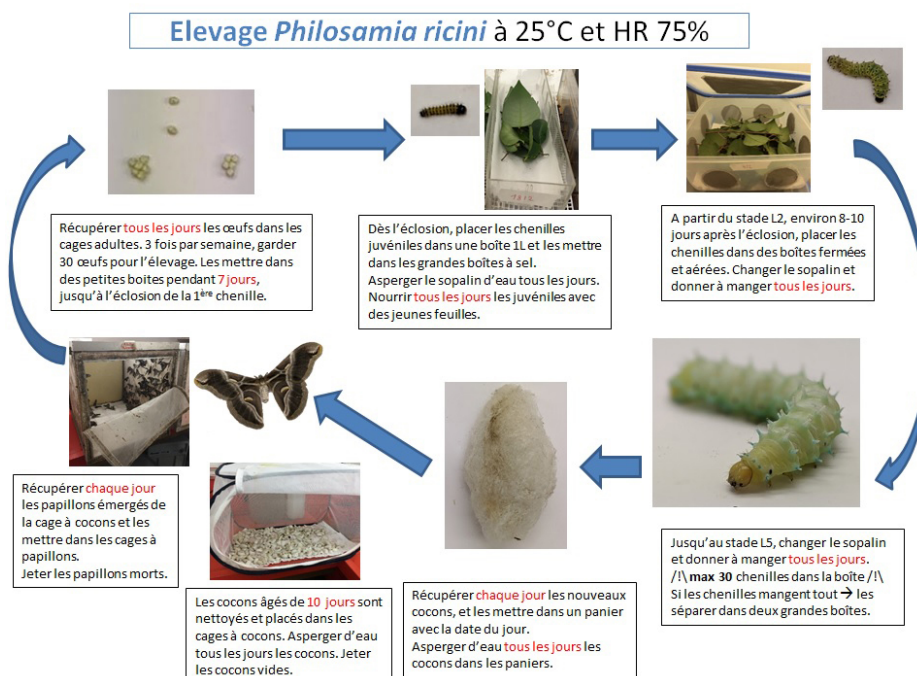 Elevage Philosamia ricini à 25°C et HR 75%
Récupérer tous les jours les œufs dans les
cages adultes. 3 fois par semaine, garder
30 œufs pour l'élevage. Les mettre dans
des petites boites pendant 7 jours,
jusqu'à l'éclosion de la 1ère chenille.
Dès l'éclosion, placer les chenilles
juvéniles dans une boîte 1L et les mettre
dans les grandes boîtes à sel.
Asperger le sopalin d'eau tous les jours.
Nourrir tous les jours les juvéniles avec
des jeunes feuilles.
A partir du stade L2, environ 8-10
jours après l'éclosion, placer les
chenilles dans des boîtes fermées
et aérées. Changer le sopalin et
donner à manger tous les jours.
Jusqu'au stade L5, changer le sopalin
et donner à manger tous les jours.
/!\ max 30 chenilles dans la boîte /!\
Si les chenilles mangent tout → les
séparer dans deux grandes boîtes.
Récupérer chaque jour les nouveaux
cocons, et les mettre dans un panier
avec la date du jour.
Asperger d'eau tous les jours les
cocons dans les paniers.
Les cocons âgés de 10 jours sont
nettoyés et placés dans les
cages à cocons. Asperger d'eau
tous les jours les cocons. Jeter
les cocons vides.
Récupérer chaque jour
les papillons émergés de
la cage à cocons et les
mettre dans les cages à
papillons.
Jeter les papillons morts.